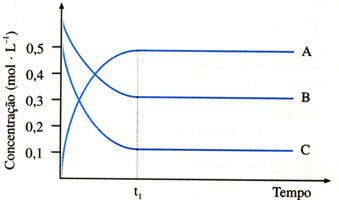 Concentração (mol · L⁻¹)
0,5
0,4
0,3
0,2
0,1
A
B
C
t₁
Tempo